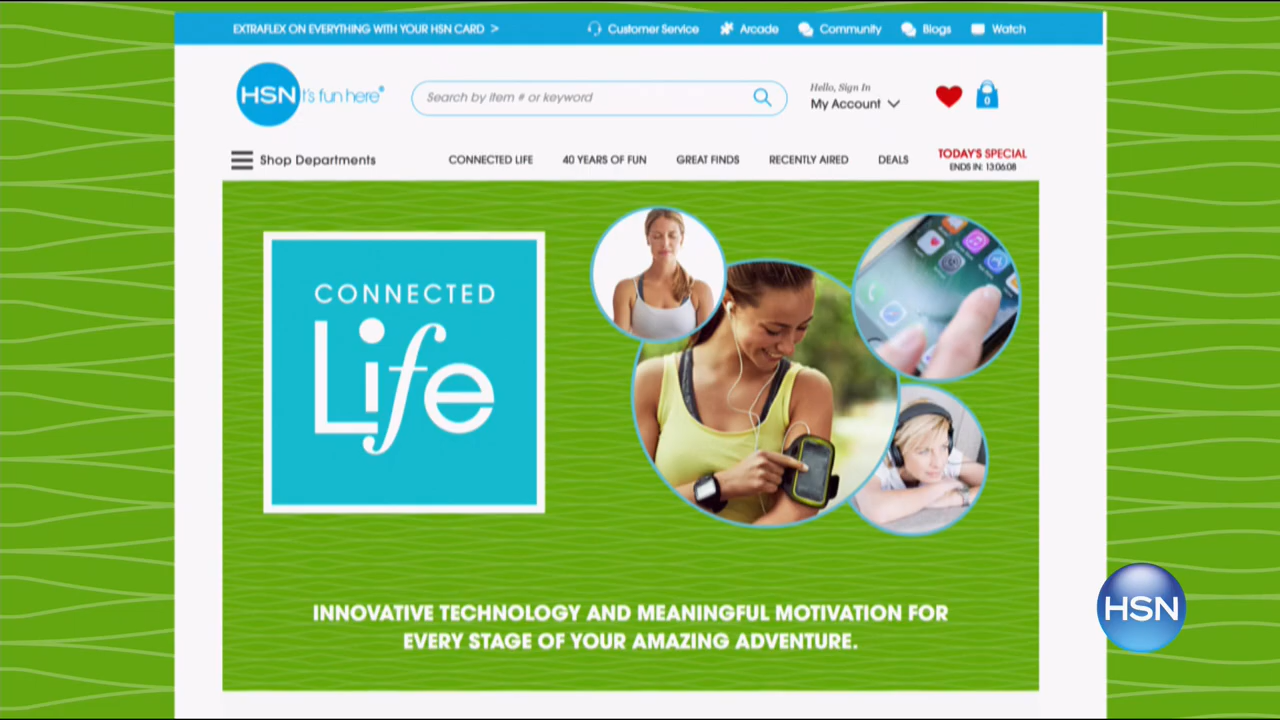 EXTRAFLEX ON EVERYTHING WITH YOUR HSN CARD >
Customer Service
Arcade
Community
Blogs
Watch
HSN it's fun here®
Search by item # or keyword
Hello, Sign In
My Account
0
Shop Departments
CONNECTED LIFE
40 YEARS OF FUN
GREAT FINDS
RECENTLY AIRED
DEALS
TODAY'S SPECIAL
ENDS IN: 13:06:08
CONNECTED
Life
INNOVATIVE TECHNOLOGY AND MEANINGFUL MOTIVATION FOR
EVERY STAGE OF YOUR AMAZING ADVENTURE.
HSN